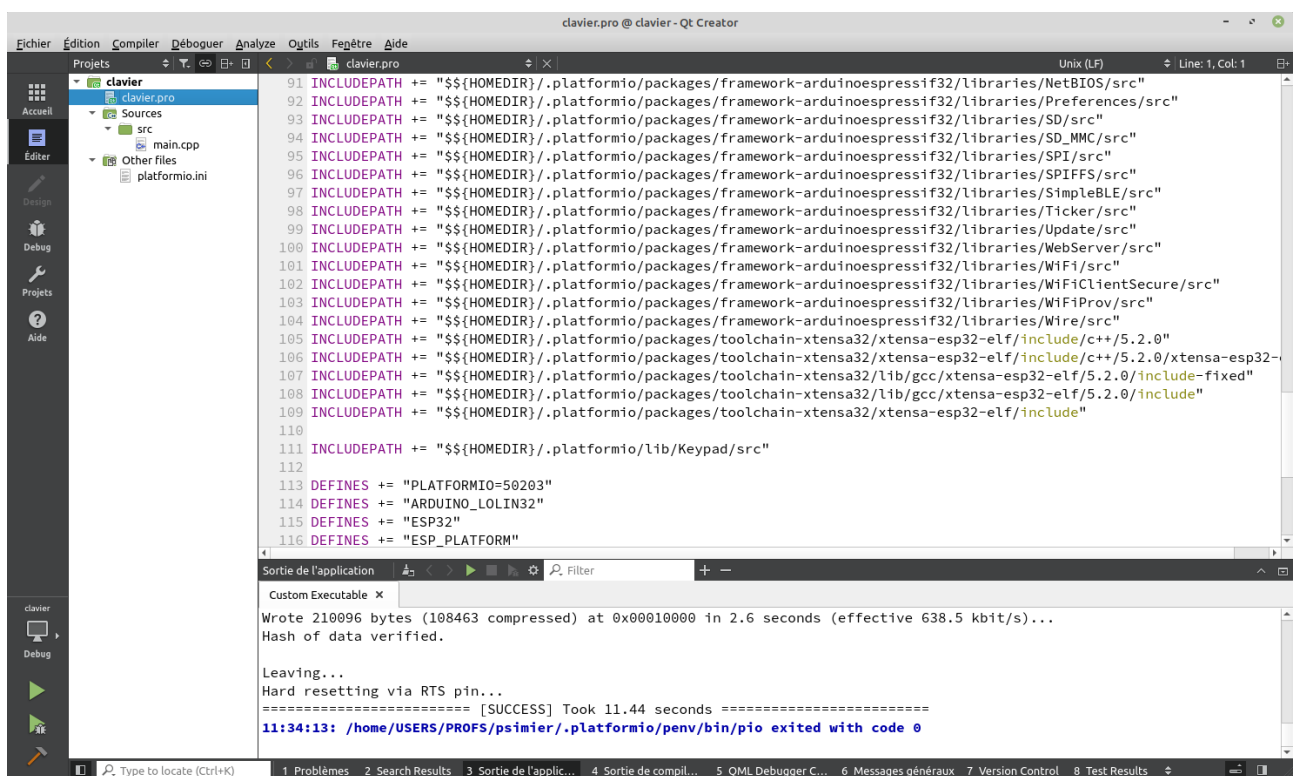 clavier.pro @ clavier - Qt Creator
Fichier Édition Compiler Déboguer Analyze Outils Fenêtre Aide
Projets
clavier.pro
Unix (LF)
Line: 1, Col: 1
Accueil
Éditer
Design
Debug
Projets
Aide
clavier
clavier.pro
Sources
src
main.cpp
Other files
platformio.ini
91 INCLUDEPATH += "$${HOMEDIR}/.platformio/packages/framework-arduinoespressif32/libraries/NetBIOS/src"
92 INCLUDEPATH += "$${HOMEDIR}/.platformio/packages/framework-arduinoespressif32/libraries/Preferences/src"
93 INCLUDEPATH += "$${HOMEDIR}/.platformio/packages/framework-arduinoespressif32/libraries/SD/src"
94 INCLUDEPATH += "$${HOMEDIR}/.platformio/packages/framework-arduinoespressif32/libraries/SD_MMC/src"
95 INCLUDEPATH += "$${HOMEDIR}/.platformio/packages/framework-arduinoespressif32/libraries/SPI/src"
96 INCLUDEPATH += "$${HOMEDIR}/.platformio/packages/framework-arduinoespressif32/libraries/SPIFFS/src"
97 INCLUDEPATH += "$${HOMEDIR}/.platformio/packages/framework-arduinoespressif32/libraries/SimpleBLE/src"
98 INCLUDEPATH += "$${HOMEDIR}/.platformio/packages/framework-arduinoespressif32/libraries/Ticker/src"
99 INCLUDEPATH += "$${HOMEDIR}/.platformio/packages/framework-arduinoespressif32/libraries/Update/src"
100 INCLUDEPATH += "$${HOMEDIR}/.platformio/packages/framework-arduinoespressif32/libraries/WebServer/src"
101 INCLUDEPATH += "$${HOMEDIR}/.platformio/packages/framework-arduinoespressif32/libraries/WiFi/src"
102 INCLUDEPATH += "$${HOMEDIR}/.platformio/packages/framework-arduinoespressif32/libraries/WiFiClientSecure/src"
103 INCLUDEPATH += "$${HOMEDIR}/.platformio/packages/framework-arduinoespressif32/libraries/WiFiProv/src"
104 INCLUDEPATH += "$${HOMEDIR}/.platformio/packages/framework-arduinoespressif32/libraries/Wire/src"
105 INCLUDEPATH += "$${HOMEDIR}/.platformio/packages/toolchain-xtensa32/xtensa-esp32-elf/include/c++/5.2.0"
106 INCLUDEPATH += "$${HOMEDIR}/.platformio/packages/toolchain-xtensa32/xtensa-esp32-elf/include/c++/5.2.0/xtensa-esp32-
107 INCLUDEPATH += "$${HOMEDIR}/.platformio/packages/toolchain-xtensa32/lib/gcc/xtensa-esp32-elf/5.2.0/include-fixed"
108 INCLUDEPATH += "$${HOMEDIR}/.platformio/packages/toolchain-xtensa32/lib/gcc/xtensa-esp32-elf/5.2.0/include"
109 INCLUDEPATH += "$${HOMEDIR}/.platformio/packages/toolchain-xtensa32/xtensa-esp32-elf/include"
110
111 INCLUDEPATH += "$${HOMEDIR}/.platformio/lib/Keypad/src"
112
113 DEFINES += "PLATFORMIO=50203"
114 DEFINES += "ARDUINO_LOLIN32"
115 DEFINES += "ESP32"
116 DEFINES += "ESP_PLATFORM"
Sortie de l'application
Filter
Custom Executable
Wrote 210096 bytes (108463 compressed) at 0x00010000 in 2.6 seconds (effective 638.5 kbit/s)...
Hash of data verified.
Leaving...
Hard resetting via RTS pin...
========================= [SUCCESS] Took 11.44 seconds =========================
11:34:13: /home/USERS/PROFS/psimier/.platformio/penv/bin/pio exited with code 0
clavier
Debug
Type to locate (Ctrl+K)
1 Problèmes 2 Search Results 3 Sortie de l'applic... 4 Sortie de compil... 5 QML Debugger C... 6 Messages généraux 7 Version Control 8 Test Results